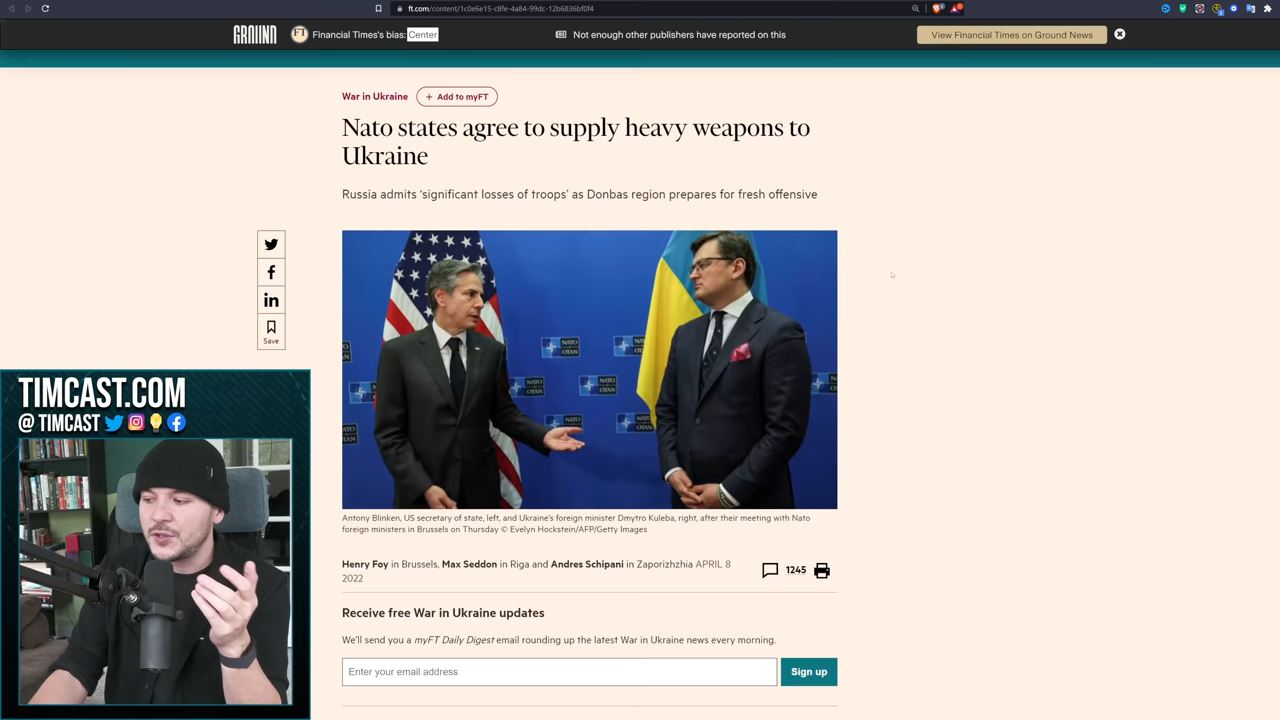 ft.com/content/1c0e6e15-c8fe-4a84-99dc-12b6836bf0f4
GROUND
FT
Financial Times's bias: Center
Not enough other publishers have reported on this
View Financial Times on Ground News
War in Ukraine
+ Add to myFT
Nato states agree to supply heavy weapons to
Ukraine
Russia admits ‘significant losses of troops’ as Donbas region prepares for fresh offensive
Save
NATO
OTAN
Antony Blinken, US secretary of state, left, and Ukraine's foreign minister Dmytro Kuleba, right, after their meeting with Nato
foreign ministers in Brussels on Thursday © Evelyn Hockstein/AFP/Getty Images
Henry Foy in Brussels, Max Seddon in Riga and Andres Schipani in Zaporizhzhia APRIL 8
2022
1245
Receive free War in Ukraine updates
We'll send you a myFT Daily Digest email rounding up the latest War in Ukraine news every morning.
Enter your email address
Sign up
TIMCAST.COM
@ TIMCAST